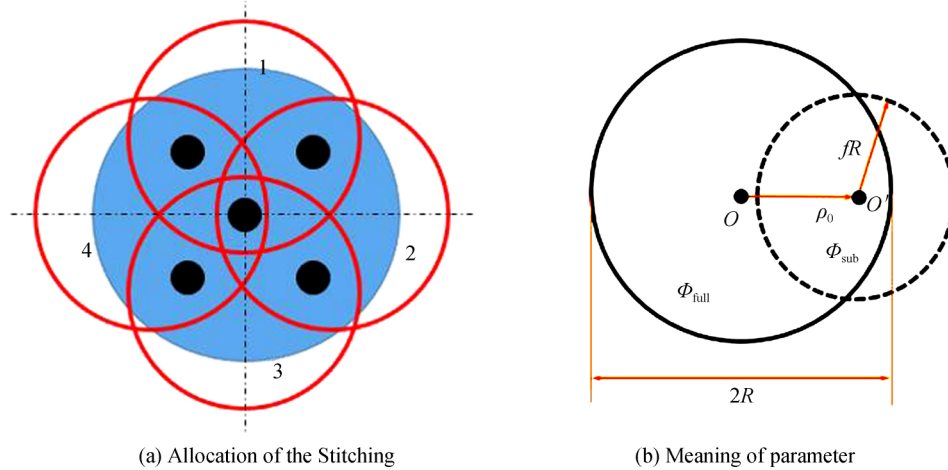 1
2
3
4
(a) Allocation of the Stitching
fR
O
O'
ρ₀
Φsub
Φfull
2R
(b) Meaning of parameter